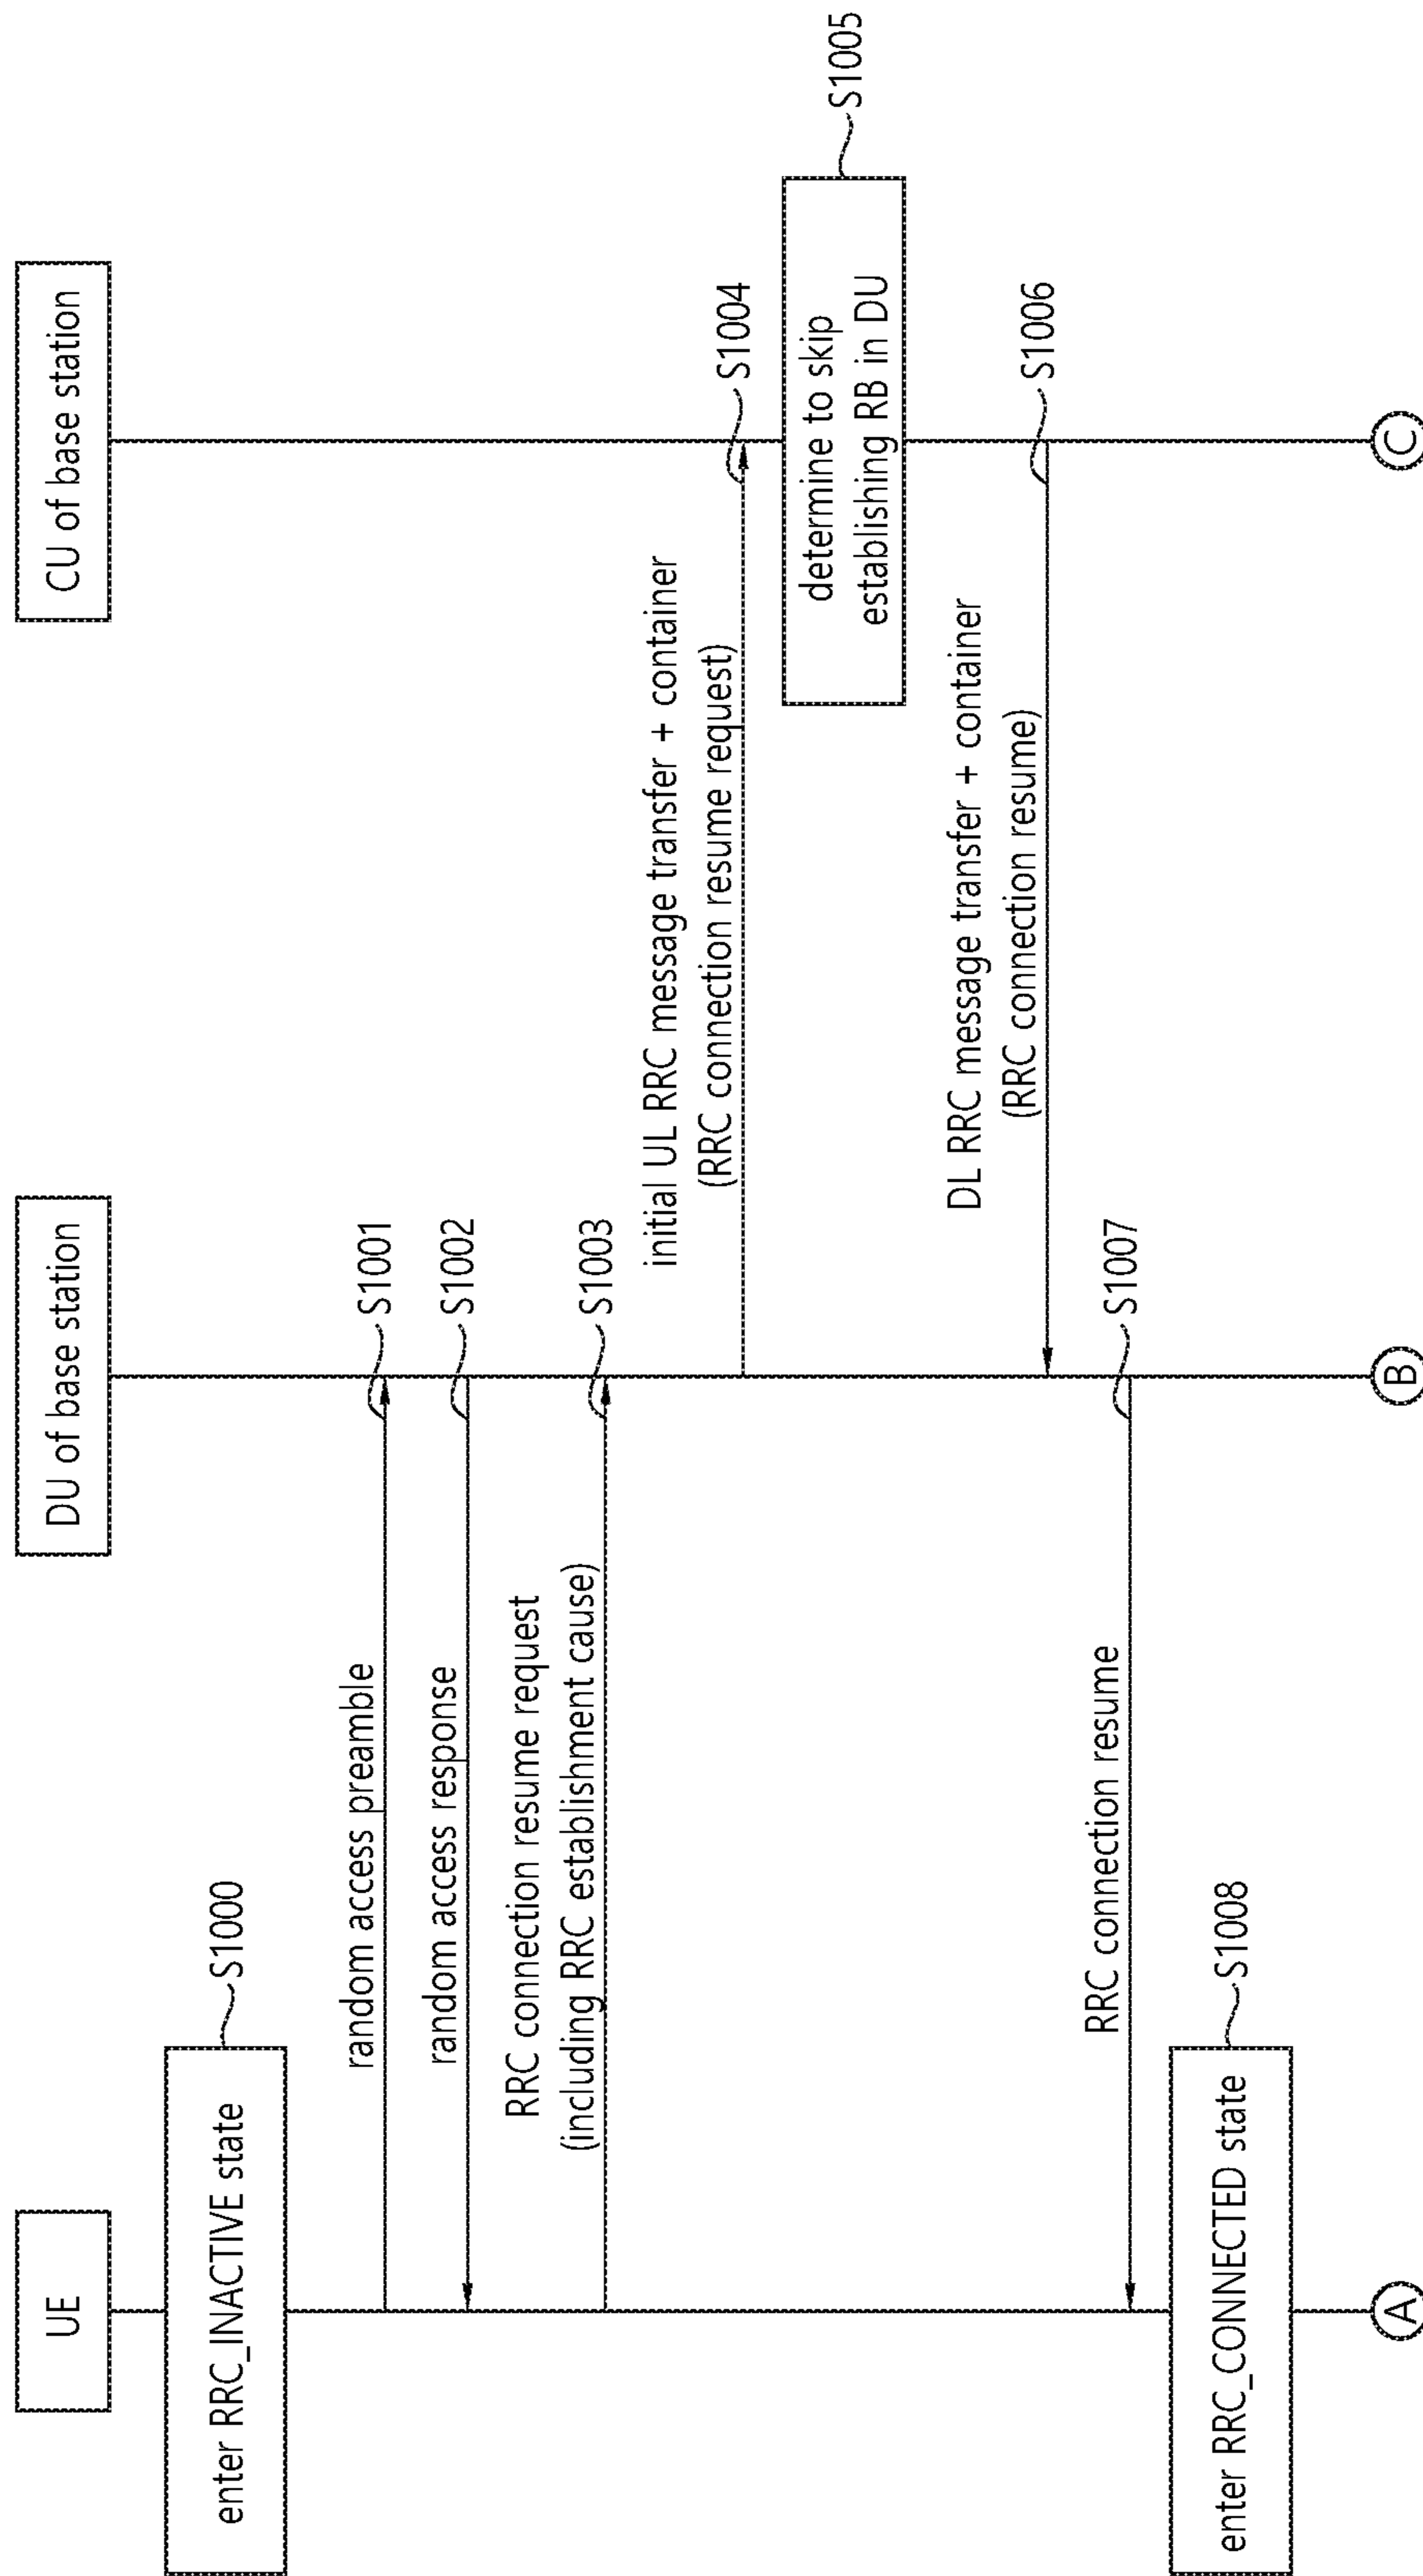 UE
DU of base station
CU of base station
enter RRC_INACTIVE state
S1000
random access preamble
S1001
random access response
S1002
RRC connection resume request
(including RRC establishment cause)
S1003
initial UL RRC message transfer + container
(RRC connection resume request)
S1004
determine to skip
establishing RB in DU
S1005
DL RRC message transfer + container
(RRC connection resume)
S1006
RRC connection resume
S1007
enter RRC_CONNECTED state
S1008
A
B
C